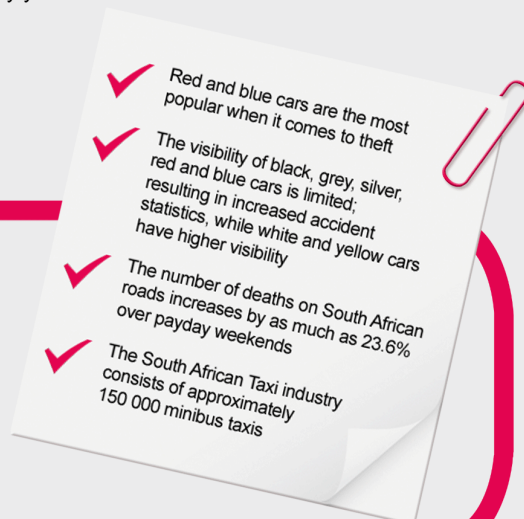 Red and blue cars are the most
popular when it comes to theft
The visibility of black, grey, silver,
red and blue cars is limited;
resulting in increased accident
statistics, while white and yellow cars
have higher visibility
The number of deaths on South African
roads increases by as much as 23.6%
over payday weekends
The South African Taxi industry
consists of approximately
150 000 minibus taxis